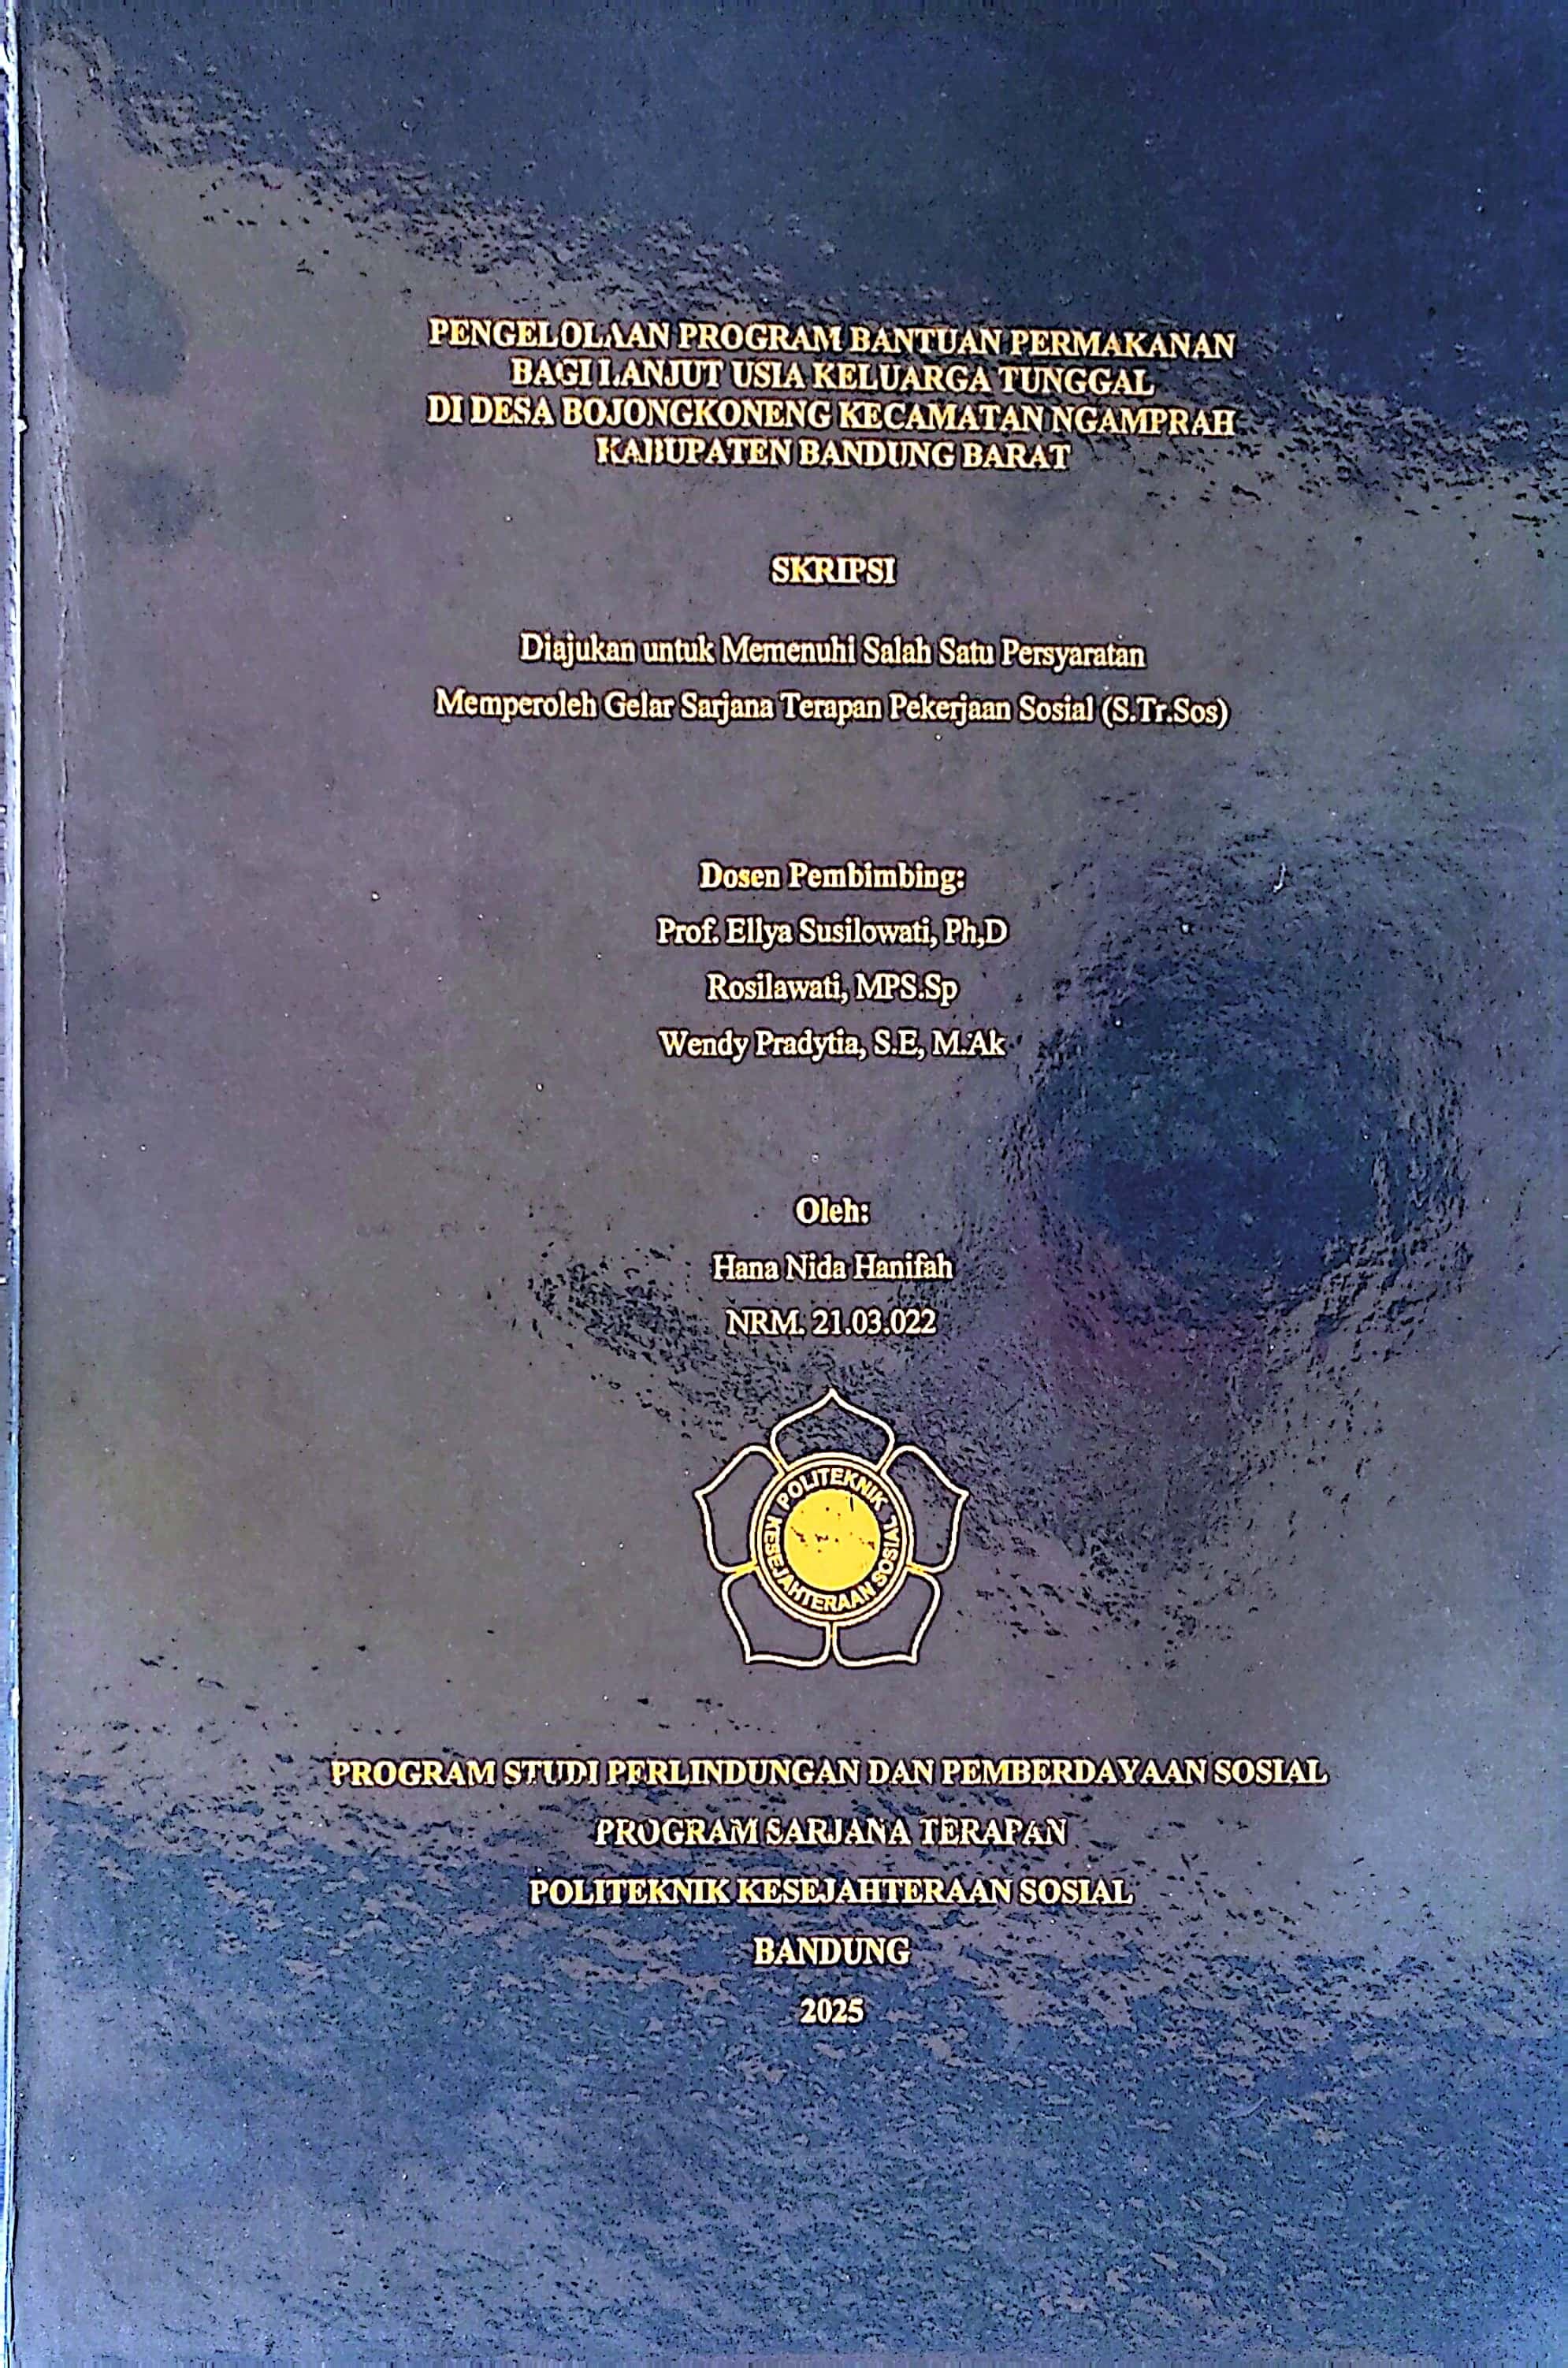 PENGELOLAAN PROGRAM BANTUAN PERMAKANAN
BAGI LANJUT USIA KELUARGA TUNGGAL
DI DESA BOJONGKONENG KECAMATAN NGAMPRAH
KABUPATEN BANDUNG BARAT
SKRIPSI
Diajukan untuk Memenuhi Salah Satu Persyaratan
Memperoleh Gelar Sarjana Terapan Pekerjaan Sosial (S.Tr.Sos)
Dosen Pembimbing:
Prof. Ellya Susilowati, Ph,D
Rosilawati, MPS.Sp
Wendy Pradytia, S.E, M.Ak
Oleh:
Hana Nida Hanifah
NRM. 21.03.022
POLITEKNIK
KESEJAHTERAAN SOSIAL
PROGRAM STUDI PERLINDUNGAN DAN PEMBERDAYAAN SOSIAL
PROGRAM SARJANA TERAPAN
POLITEKNIK KESEJAHTERAAN SOSIAL
BANDUNG
2025